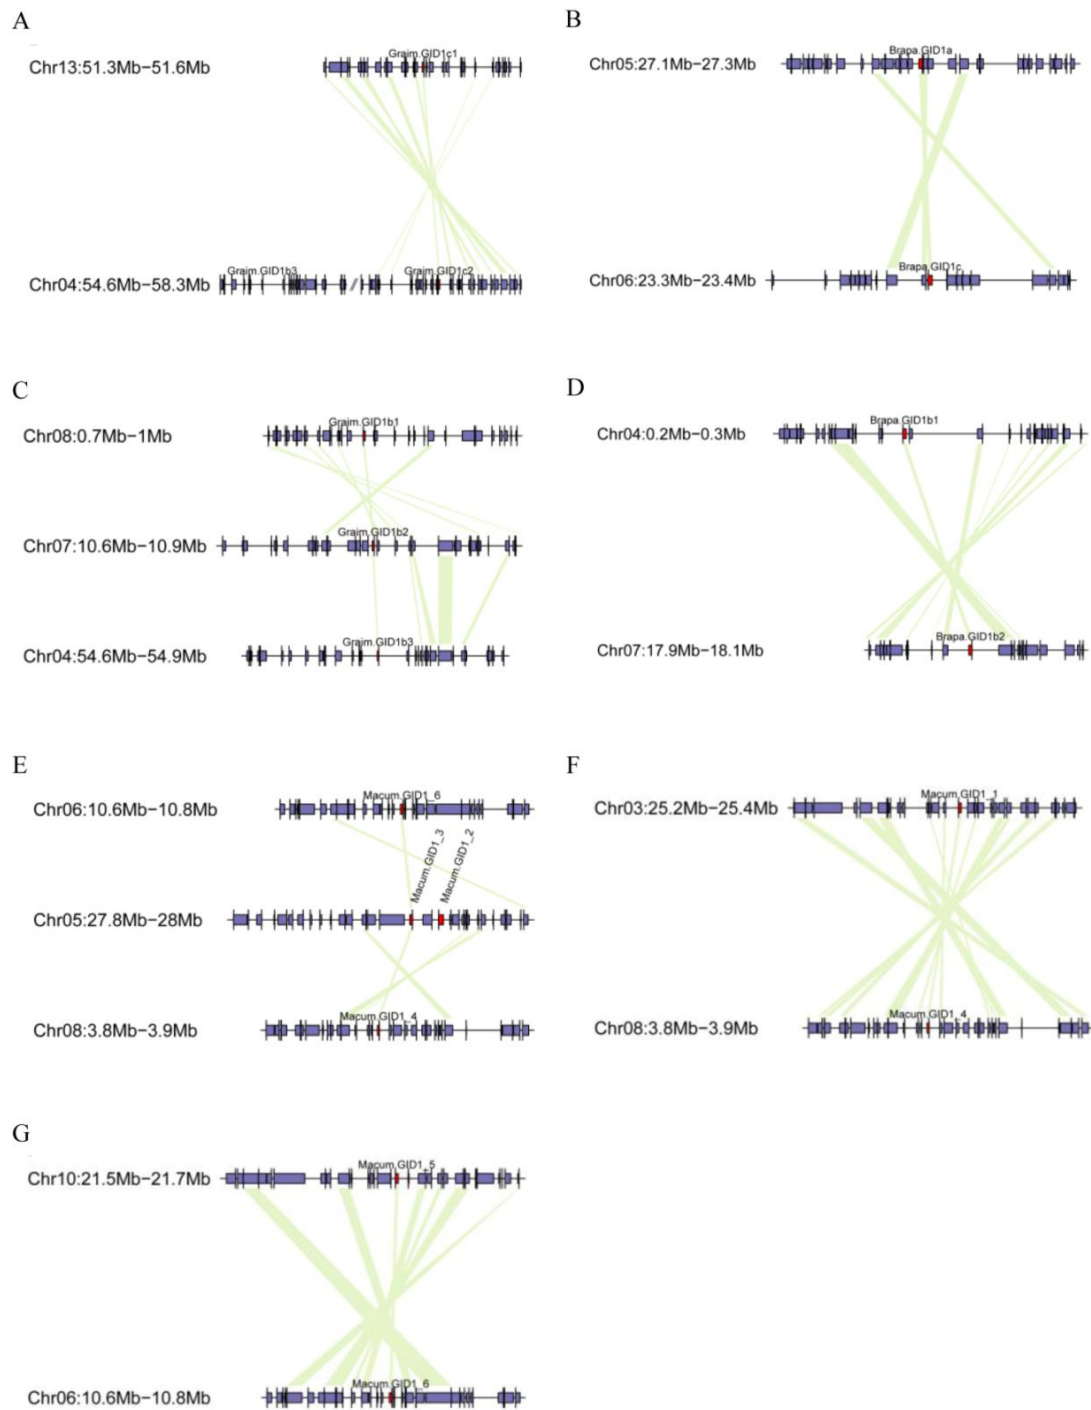 A
Graim.GID1c1
Chr13:51.3Mb−51.6Mb
Graim.GID1b3
Graim.GID1c2
Chr04:54.6Mb−58.3Mb
B
Brapa.GID1a
Chr05:27.1Mb−27.3Mb
Brapa.GID1c
Chr06:23.3Mb−23.4Mb
C
Graim.GID1b1
Chr08:0.7Mb−1Mb
Graim.GID1b2
Chr07:10.6Mb−10.9Mb
Graim.GID1b3
Chr04:54.6Mb−54.9Mb
D
Brapa.GID1b1
Chr04:0.2Mb−0.3Mb
Brapa.GID1b2
Chr07:17.9Mb−18.1Mb
E
Macum.GID1_6
Chr06:10.6Mb−10.8Mb
Macum.GID1_3
Macum.GID1_2
Chr05:27.8Mb−28Mb
Macum.GID1_4
Chr08:3.8Mb−3.9Mb
F
Macum.GID1_1
Chr03:25.2Mb−25.4Mb
Macum.GID1_4
Chr08:3.8Mb−3.9Mb
G
Macum.GID1_5
Chr10:21.5Mb−21.7Mb
Macum.GID1_6
Chr06:10.6Mb−10.8Mb